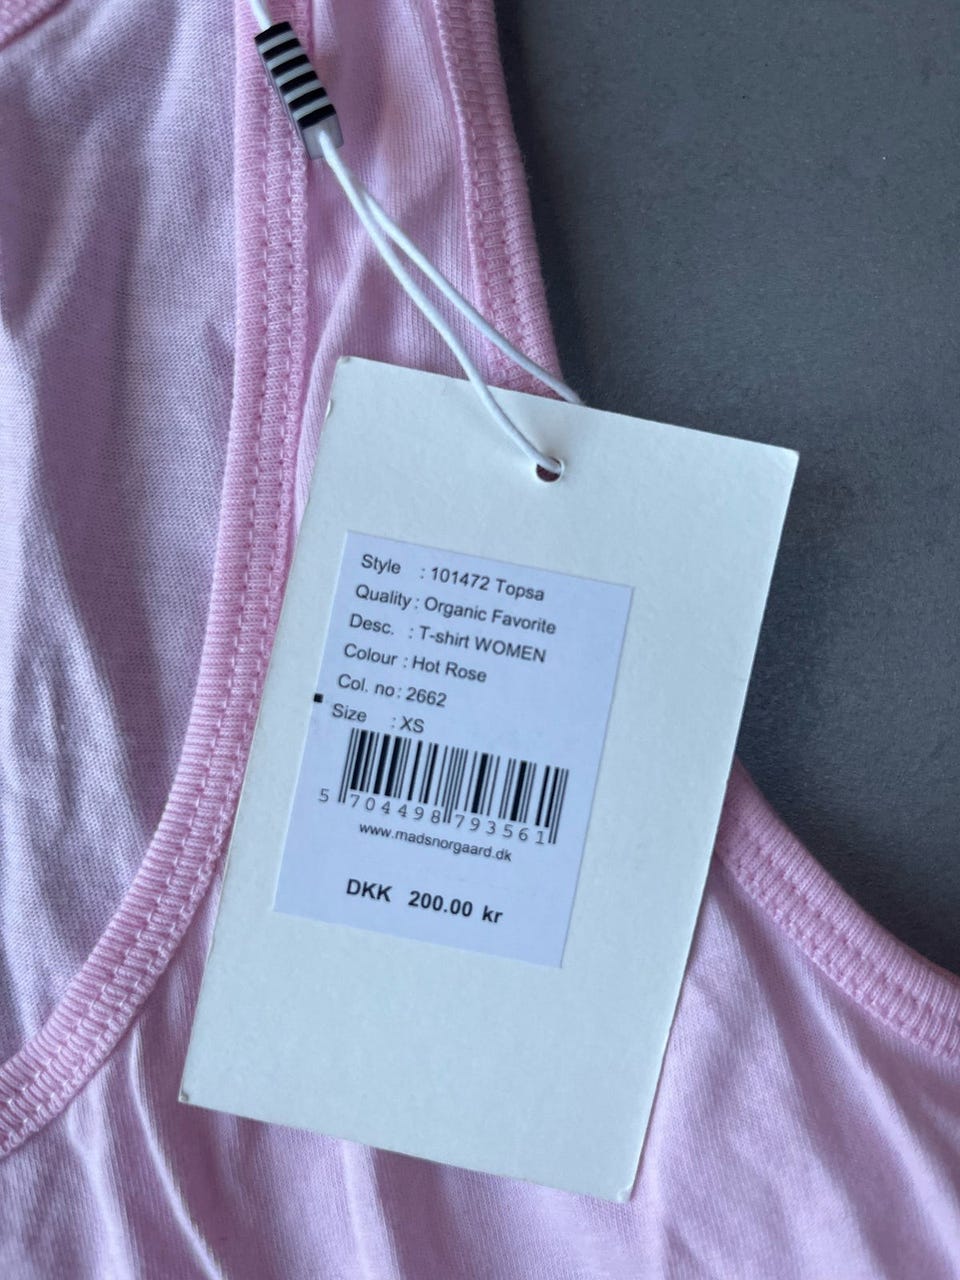 Style : 101472 Topsa
Quality : Organic Favorite
Desc. : T-shirt WOMEN
Colour : Hot Rose
Col. no : 2662
Size : XS
5 704498 793561
www.madsnorgaard.dk
DKK 200.00 kr